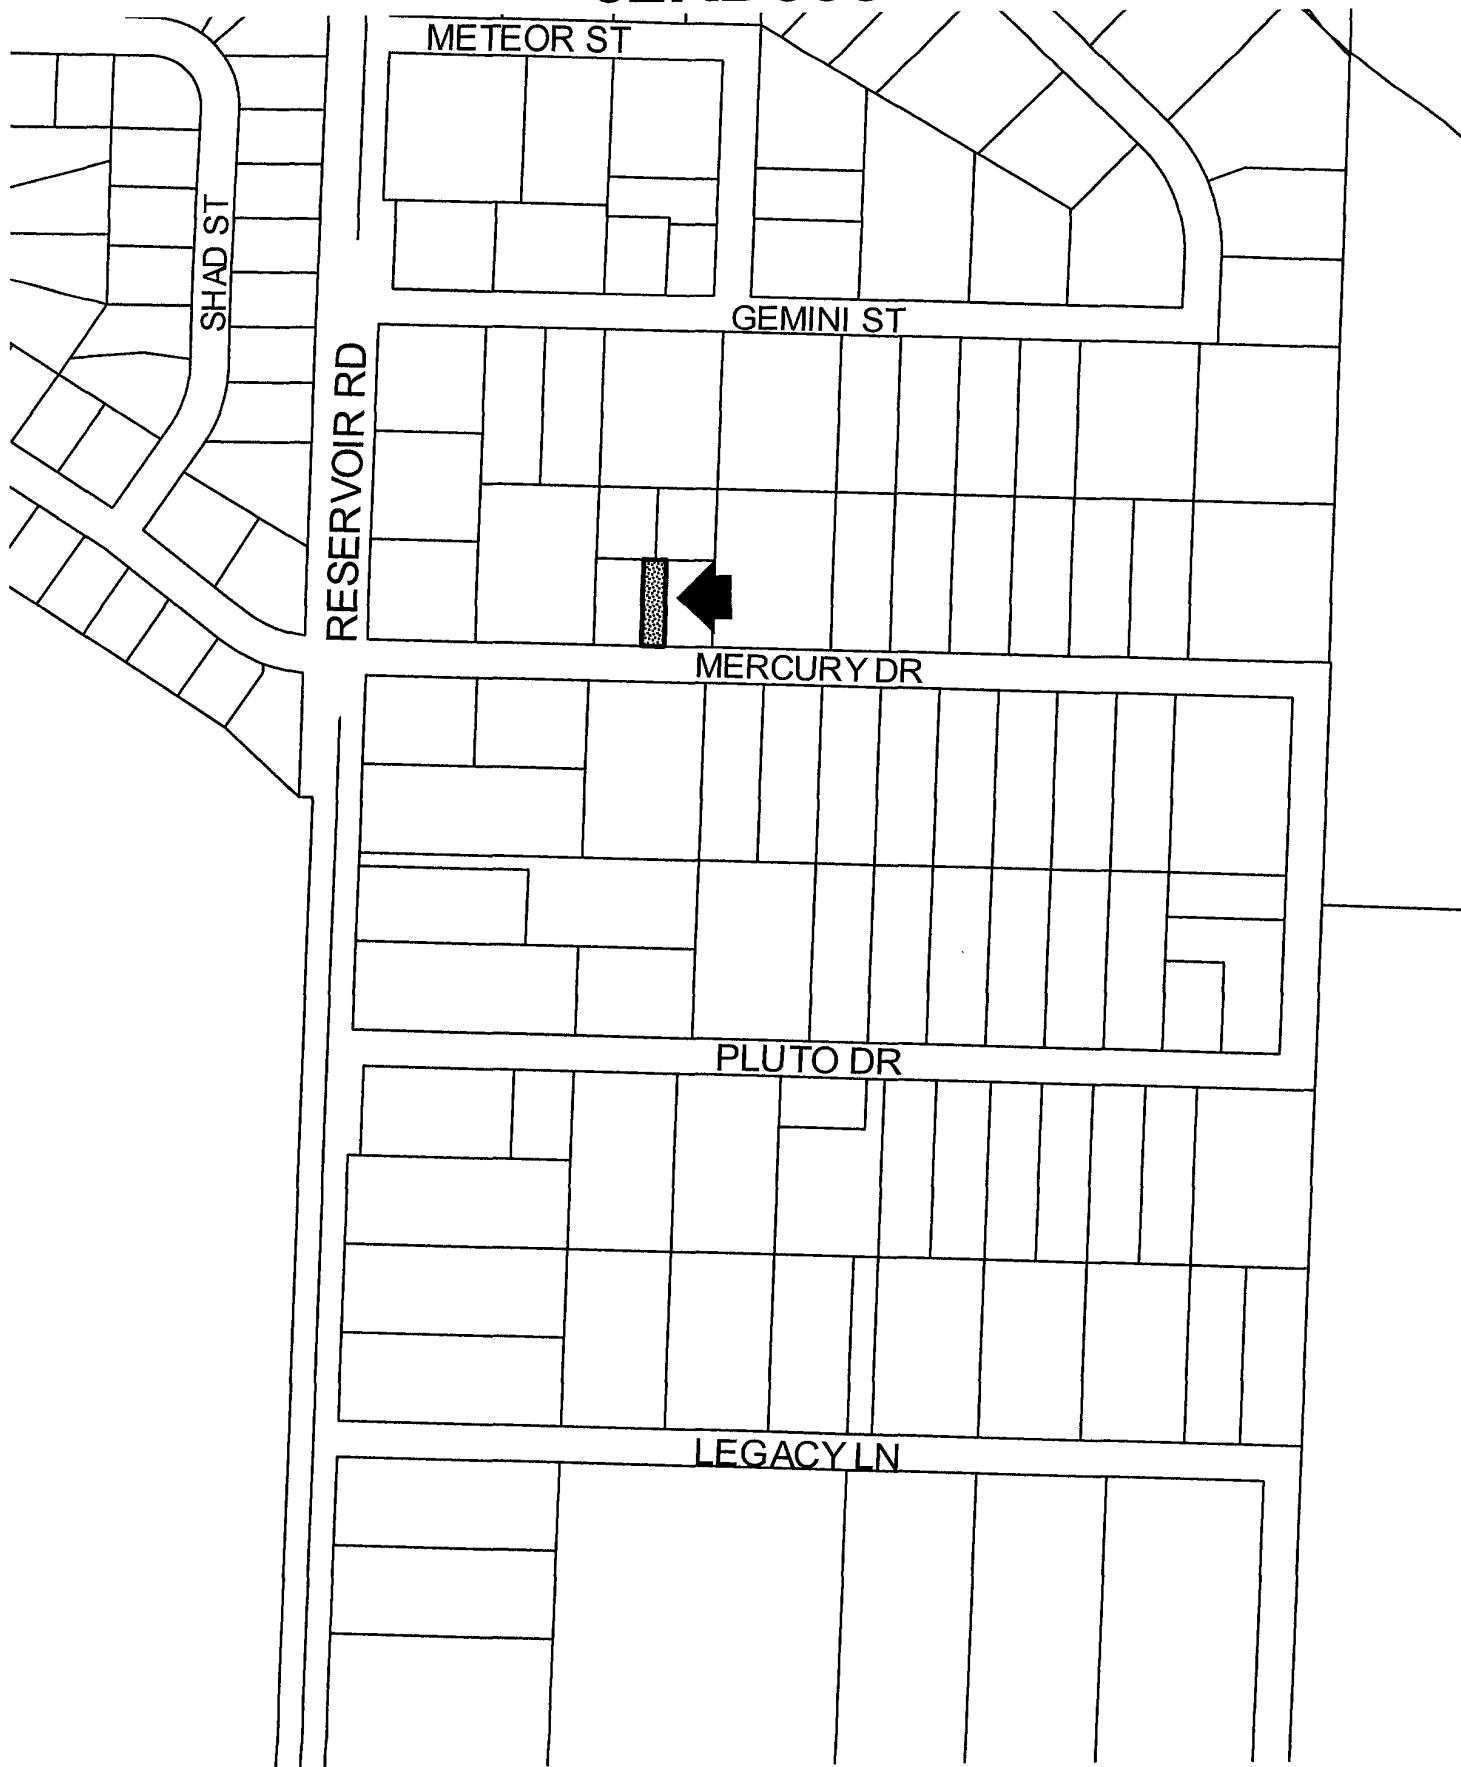 METEOR ST
SHAD ST
GEMINI ST
RESERVOIR RD
MERCURY DR
PLUTO DR
LEGACY LN